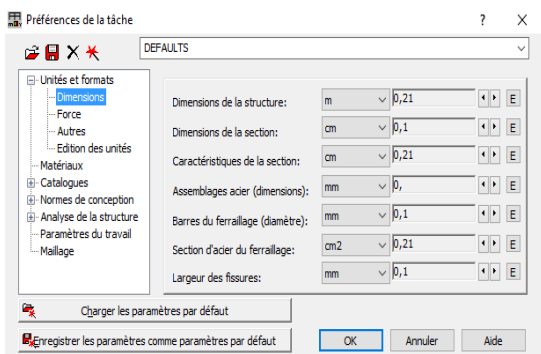 Préférences de la tâche ? X
DEFAULTS
Unités et formats
Dimensions
Force
Autres
Edition des unités
Matériaux
Catalogues
Normes de conception
Analyse de la structure
Paramètres du travail
Maillage
Dimensions de la structure: m 0,21 E
Dimensions de la section: cm 0,1 E
Caractéristiques de la section: cm 0,21 E
Assemblages acier (dimensions): mm 0, E
Barres du ferraillage (diamètre): mm 0,1 E
Section d'acier du ferraillage: cm2 0,21 E
Largeur des fissures: mm 0,1 E
Charger les paramètres par défaut
Enregistrer les paramètres comme paramètres par défaut
OK Annuler Aide